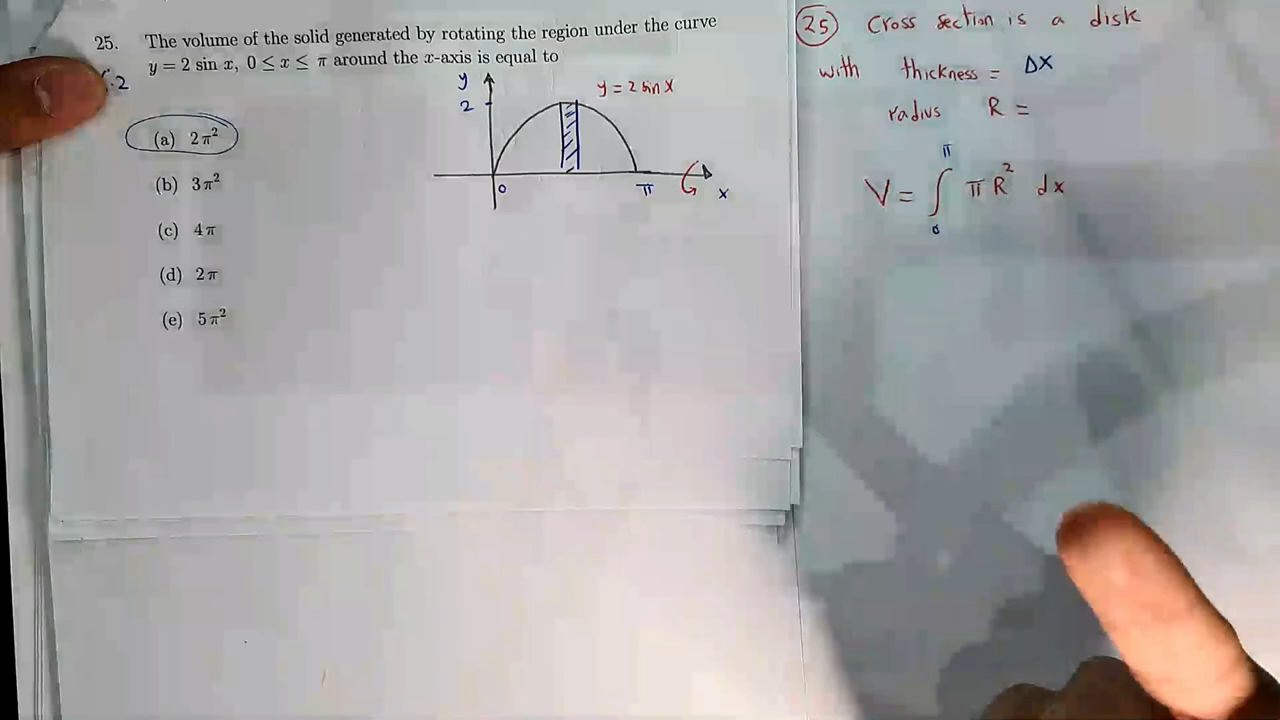 25. The volume of the solid generated by rotating the region under the curve
y = 2 sin x, 0 ≤ x ≤ π around the x-axis is equal to
.2
(a) 2π²
(b) 3π²
(c) 4π
(d) 2π
(e) 5π²
y
2
y = 2 sin x
0
π
x
25 Cross section is a disk
with thickness = Δx
radius R =
V = ∫₀^π π R² dx